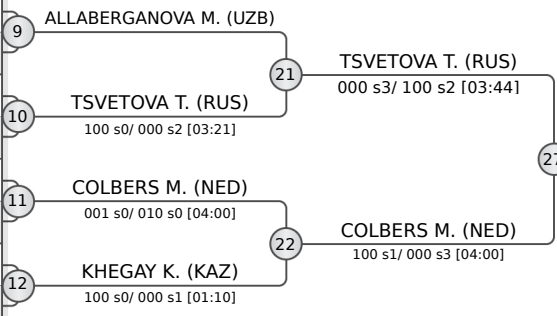 9
ALLABERGANOVA M. (UZB)
21
TSVETOVA T. (RUS)
000 s3/ 100 s2 [03:44]
10
TSVETOVA T. (RUS)
100 s0/ 000 s2 [03:21]
27
11
COLBERS M. (NED)
001 s0/ 010 s0 [04:00]
22
COLBERS M. (NED)
100 s1/ 000 s3 [04:00]
12
KHEGAY K. (KAZ)
100 s0/ 000 s1 [01:10]